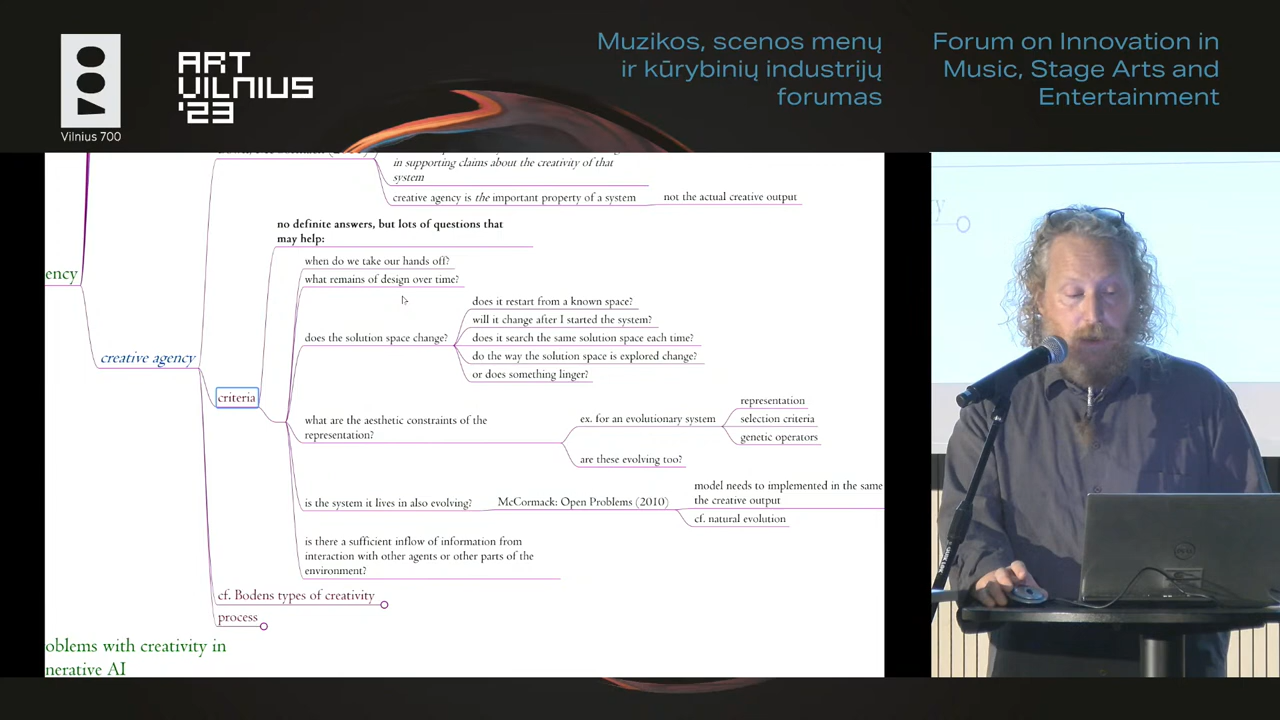 Vilnius 700
ART
VILNIUS
'23
Muzikos, scenos menų
ir kūrybinių industrijų
forumas
Forum on Innovation in
Music, Stage Arts and
Entertainment
in supporting claims about the creativity of that
system
creative agency is the important property of a system
not the actual creative output
no definite answers, but lots of questions that
may help:
ency
when do we take our hands off?
what remains of design over time?
does the solution space change?
does it restart from a known space?
will it change after I started the system?
does it search the same solution space each time?
do the way the solution space is explored change?
or does something linger?
creative agency
criteria
what are the aesthetic constraints of the
representation?
ex. for an evolutionary system
representation
selection criteria
genetic operators
are these evolving too?
is the system it lives in also evolving?
McCormack: Open Problems (2010)
model needs to implemented in the same
the creative output
cf. natural evolution
is there a sufficient inflow of information from
interaction with other agents or other parts of the
environment?
cf. Bodens types of creativity
process
oblems with creativity in
nerative AI
DELL